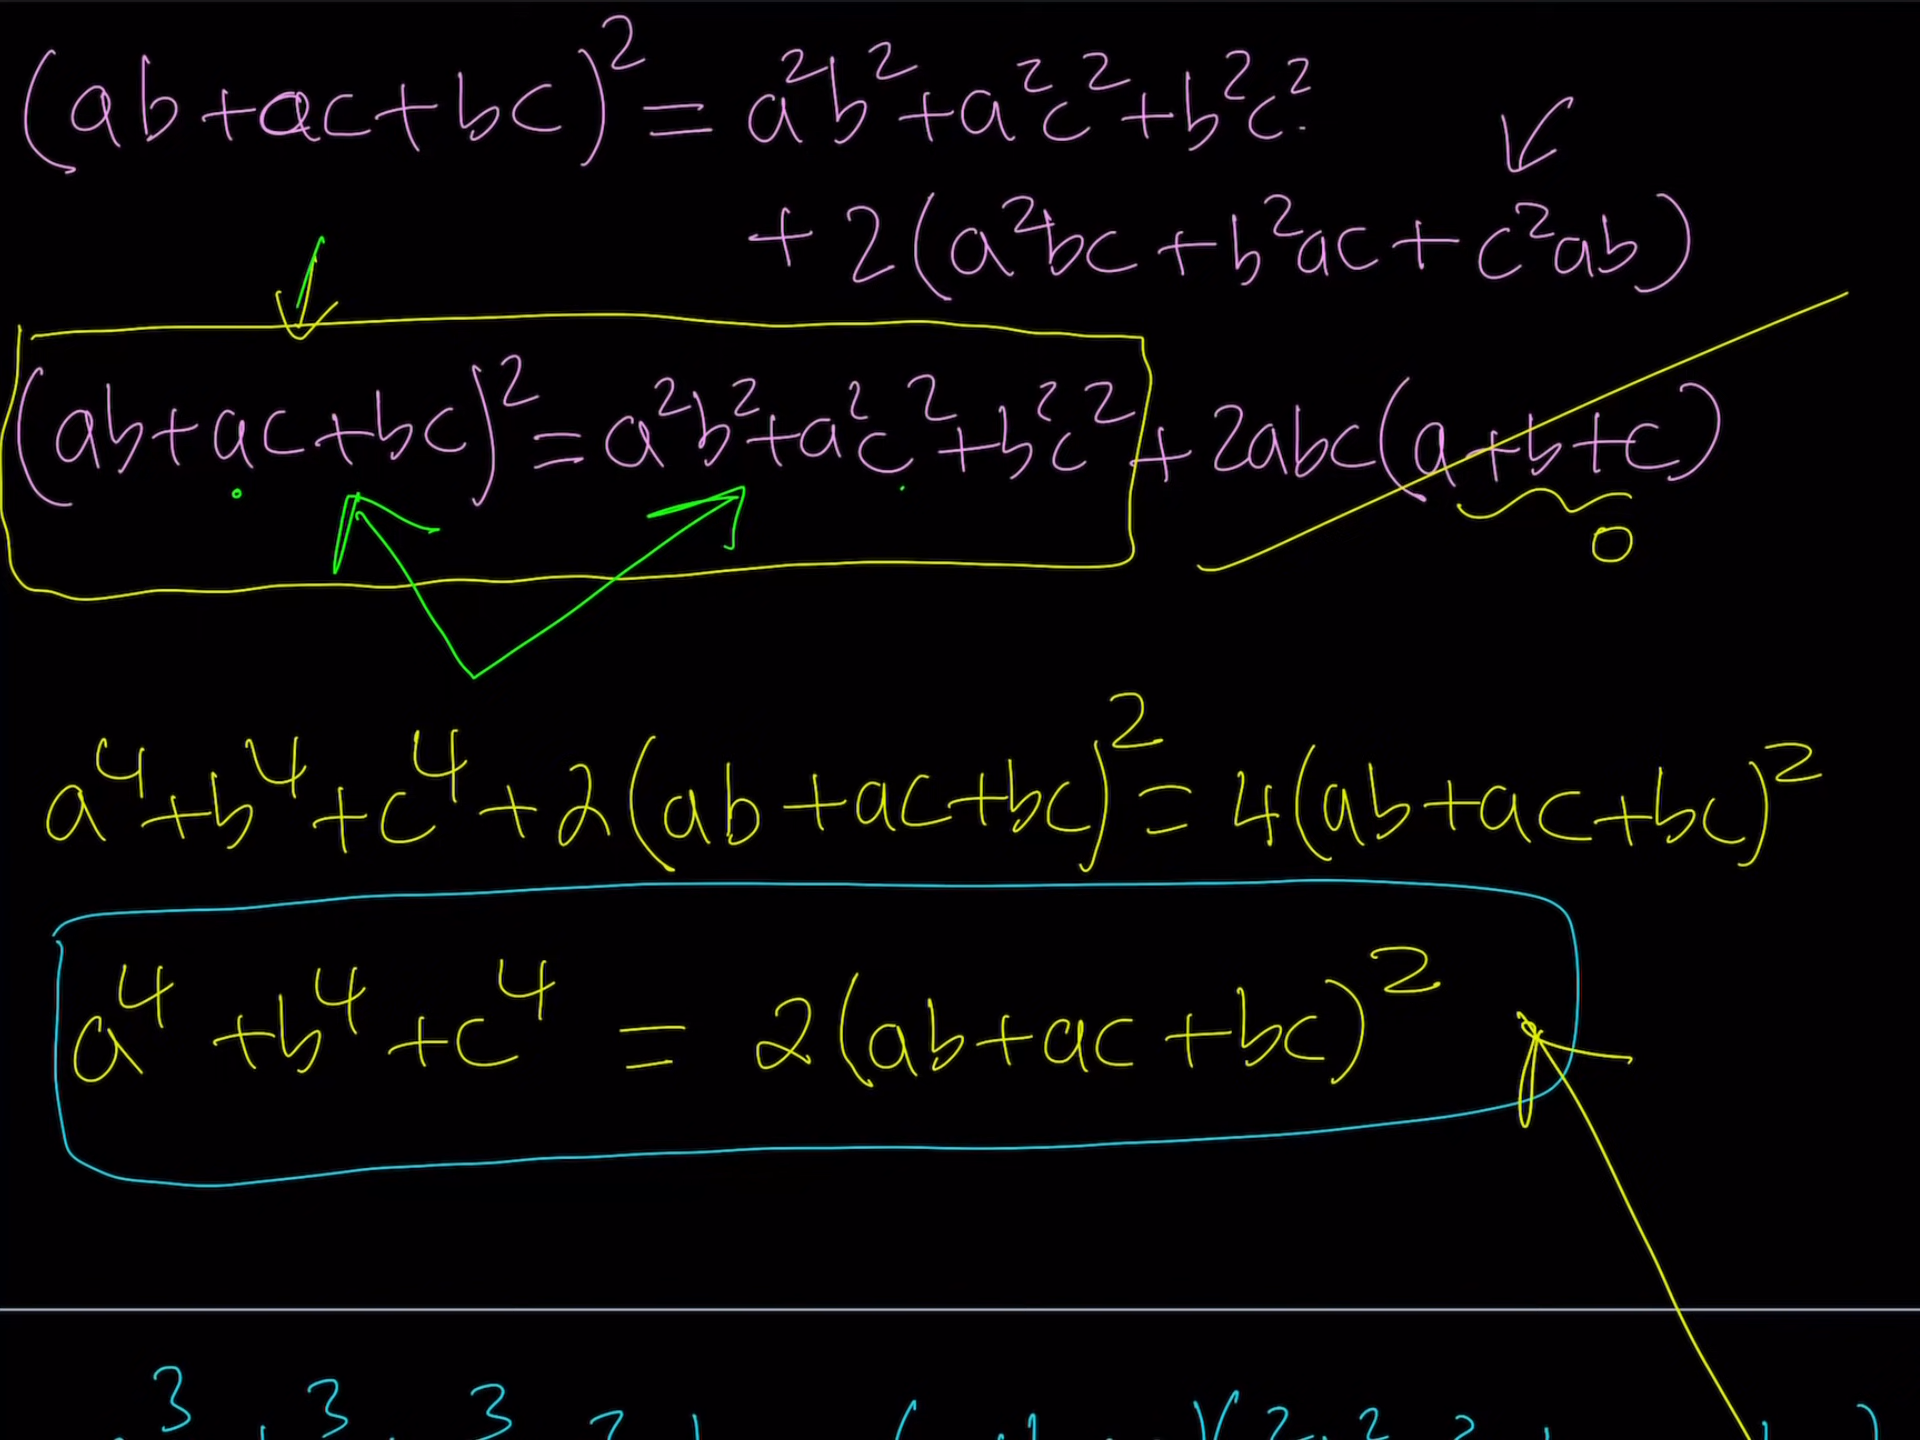 (ab+ac+bc)² = a²b²+a²c²+b²c²
+ 2(a²bc+b²ac+c²ab)
(ab+ac+bc)² = a²b²+a²c²+b²c² + 2abc(a+b+c)
0
a⁴+b⁴+c⁴+2(ab+ac+bc)² = 4(ab+ac+bc)²
a⁴+b⁴+c⁴ = 2(ab+ac+bc)²